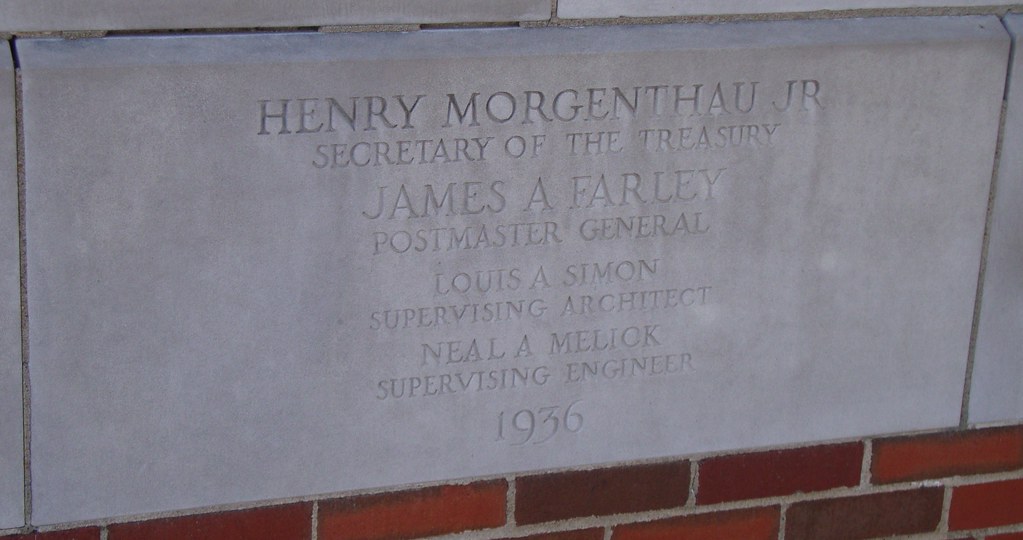 HENRY MORGENTHAU JR
SECRETARY OF THE TREASURY
JAMES A FARLEY
POSTMASTER GENERAL
LOUIS A SIMON
SUPERVISING ARCHITECT
NEAL A MELICK
SUPERVISING ENGINEER
1936